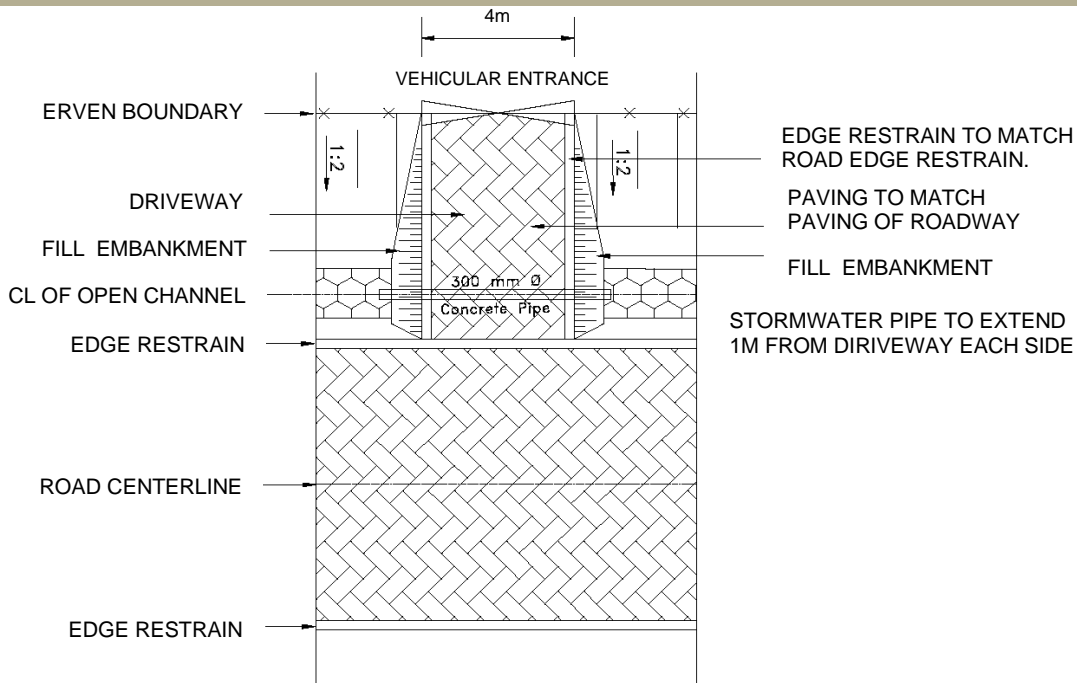 4m
VEHICULAR ENTRANCE
ERVEN BOUNDARY
1:2
1:2
EDGE RESTRAIN TO MATCH
ROAD EDGE RESTRAIN.
DRIVEWAY
PAVING TO MATCH
PAVING OF ROADWAY
FILL EMBANKMENT
FILL EMBANKMENT
300 mm Ø
CL OF OPEN CHANNEL
Concrete Pipe
STORMWATER PIPE TO EXTEND
1M FROM DIRIVEWAY EACH SIDE
EDGE RESTRAIN
ROAD CENTERLINE
EDGE RESTRAIN